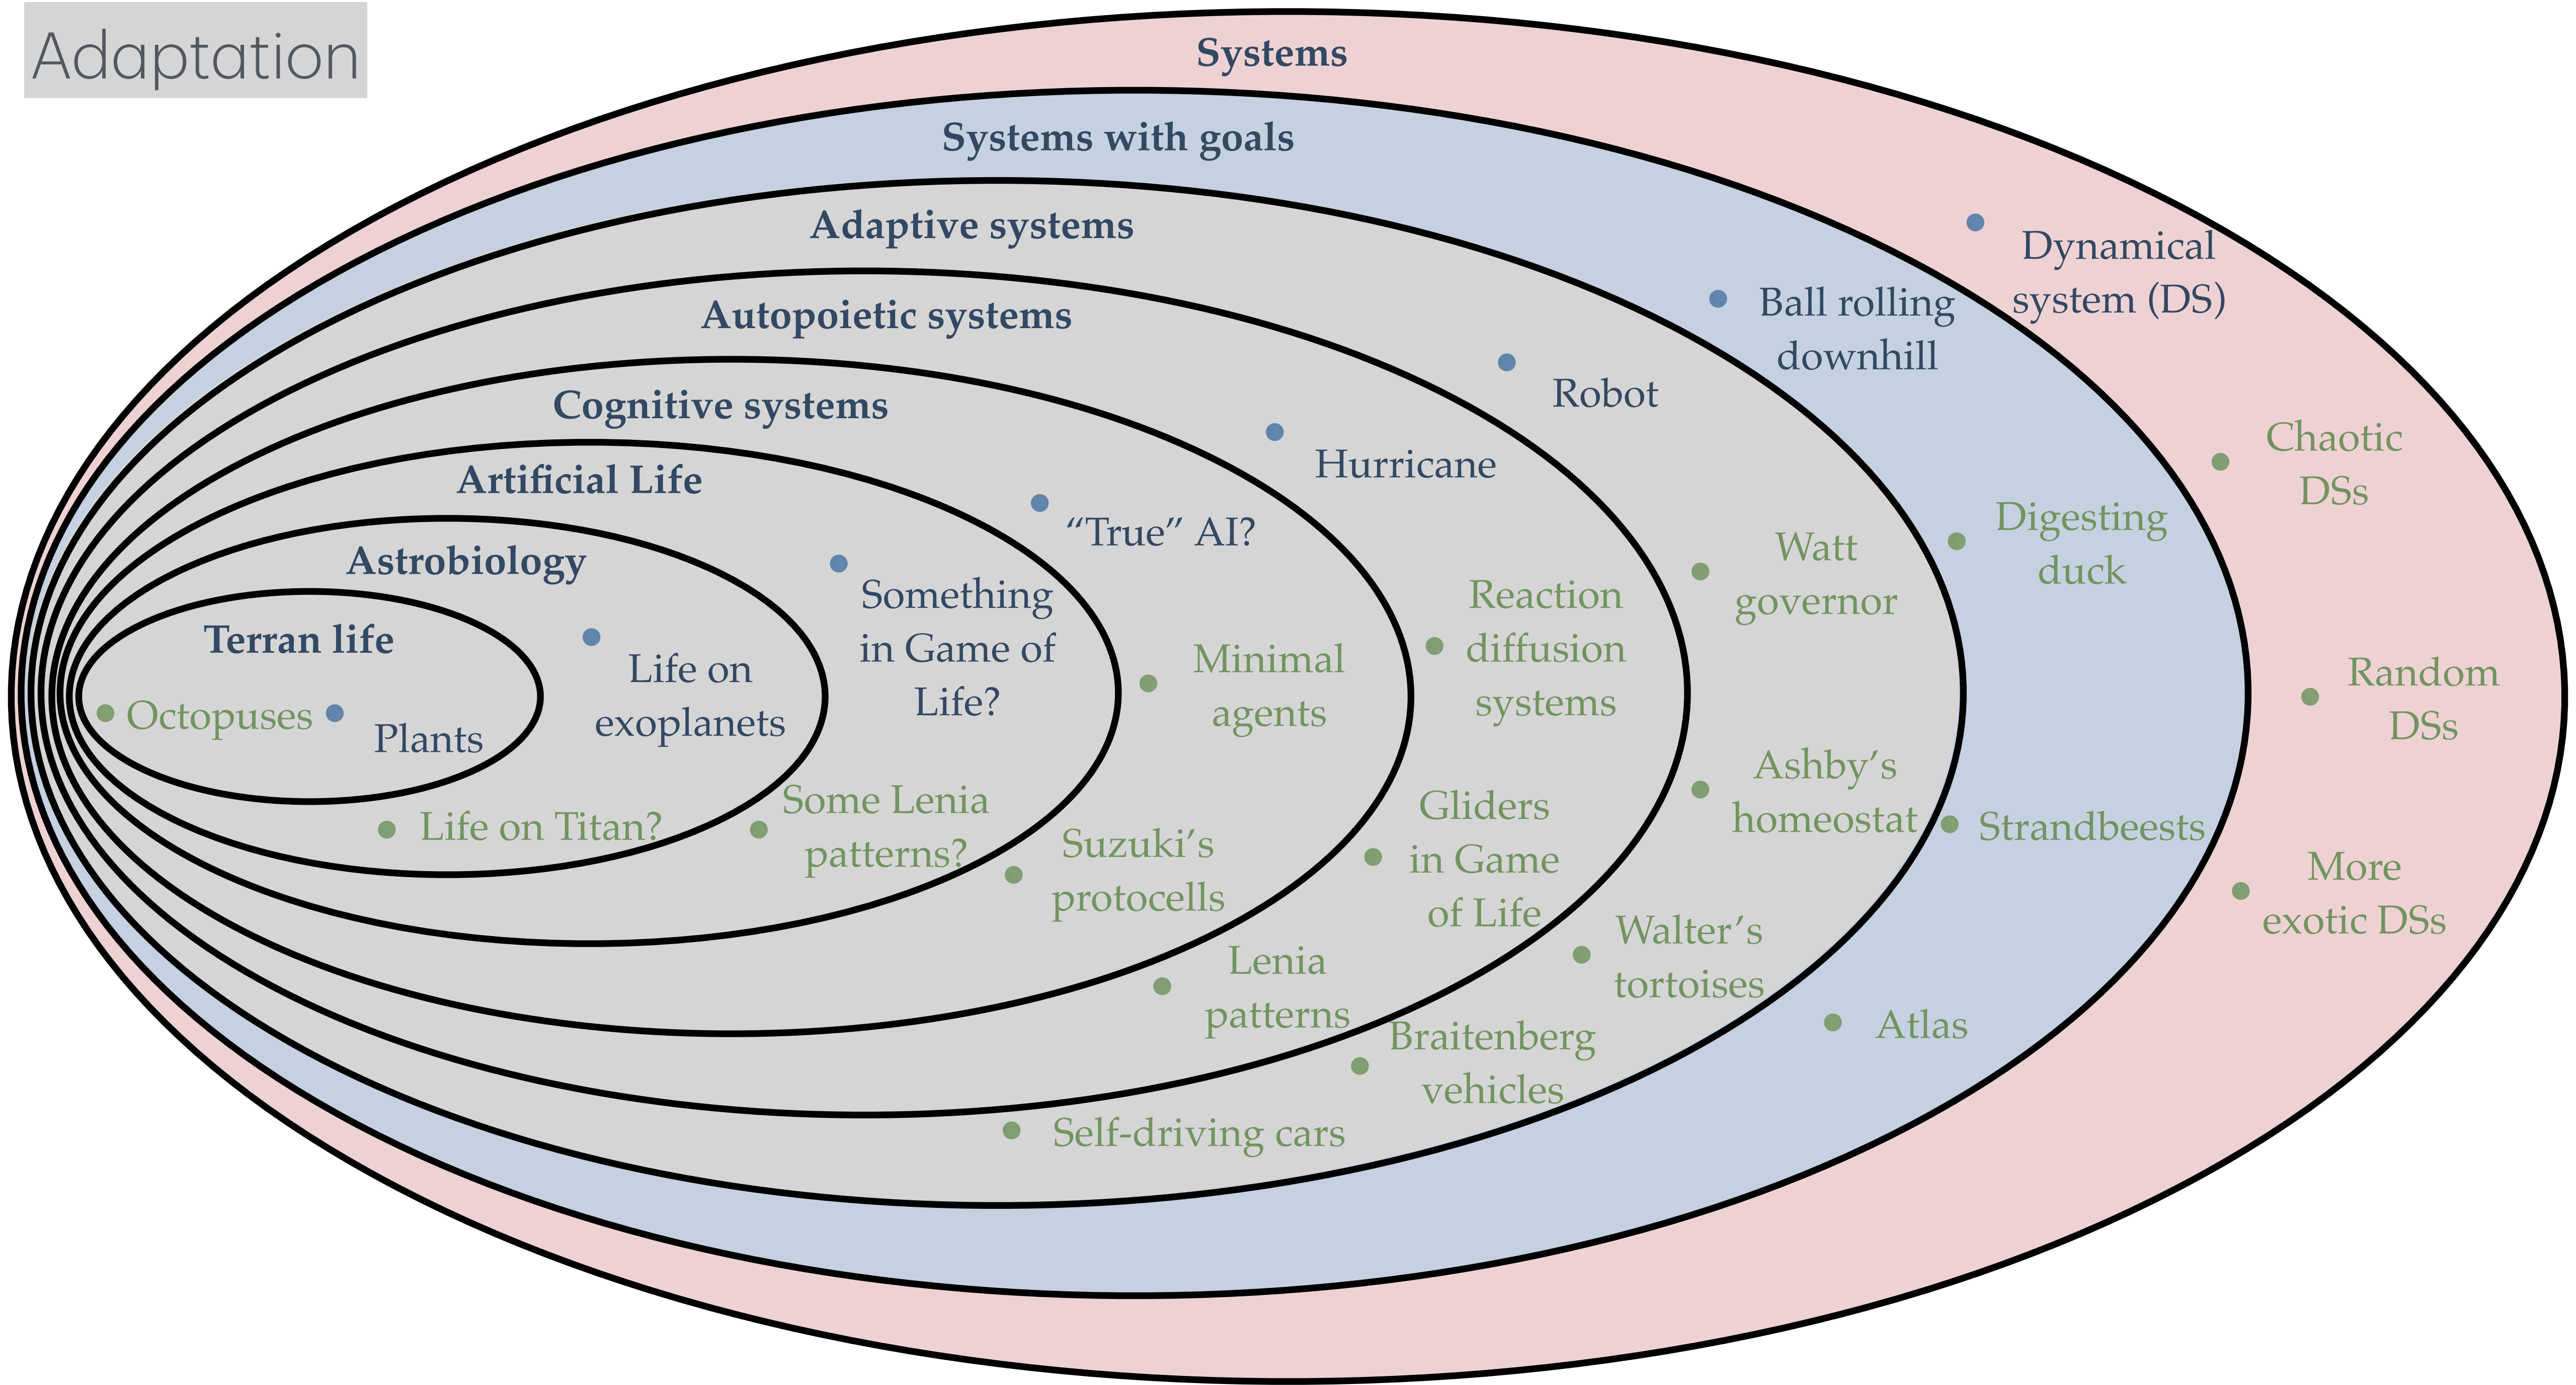 Adaptation
Systems
Systems with goals
Adaptive systems
Autopoietic systems
Cognitive systems
Artificial Life
Astrobiology
Terran life
Octopuses
Plants
Life on
exoplanets
Life on Titan?
Something
in Game of
Life?
Some Lenia
patterns?
“True” AI?
Minimal
agents
Suzuki’s
protocells
Hurricane
Reaction
diffusion
systems
Gliders
in Game
of Life
Lenia
patterns
Robot
Watt
governor
Ashby’s
homeostat
Walter’s
tortoises
Braitenberg
vehicles
Self-driving cars
Ball rolling
downhill
Digesting
duck
Strandbeests
Atlas
Dynamical
system (DS)
Chaotic
DSs
Random
DSs
More
exotic DSs